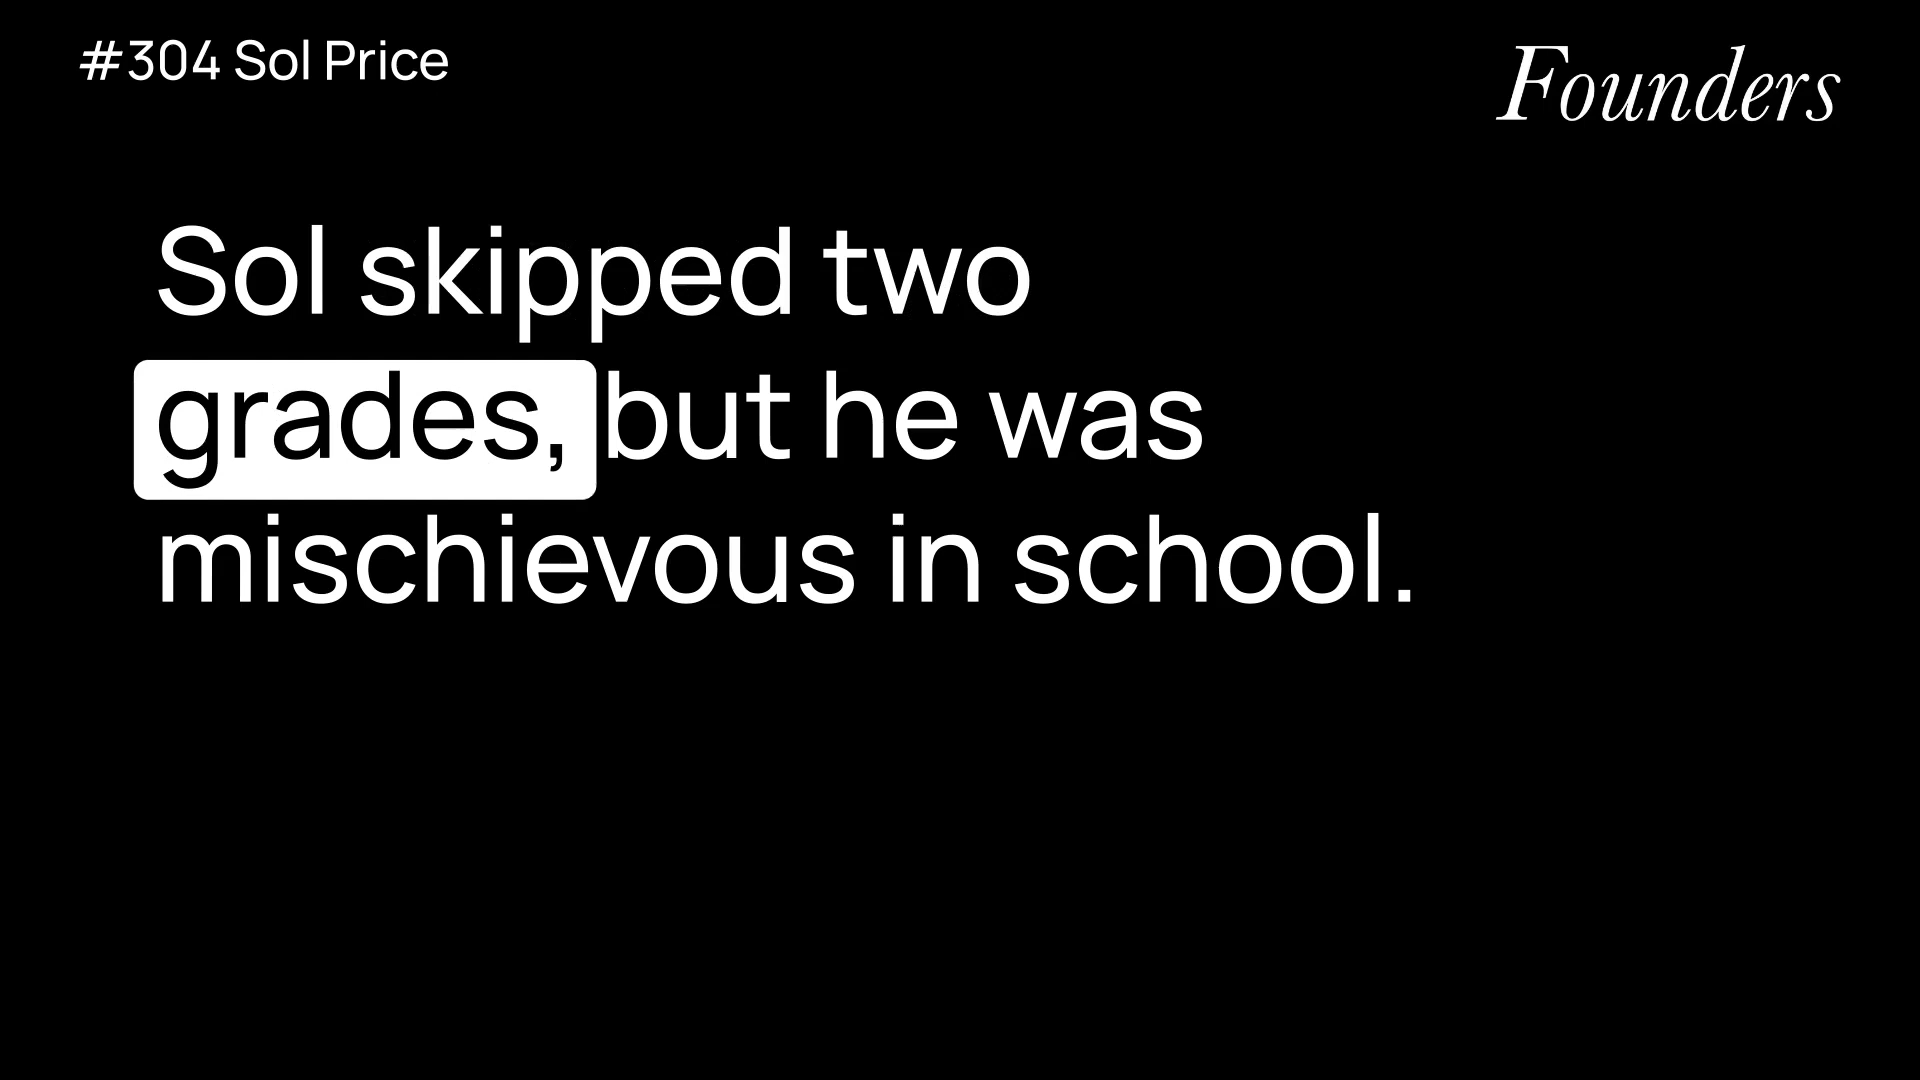 #304 Sol Price
Founders
Sol skipped two
grades, but he was
mischievous in school.